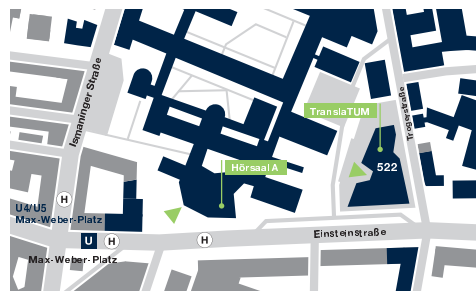 Ismaninger Straße
TranslaTUM
Trogerstraße
522
Hörsaal A
H
U4/U5
Max-Weber-Platz
U
H
H
Einsteinstraße
Max-Weber-Platz